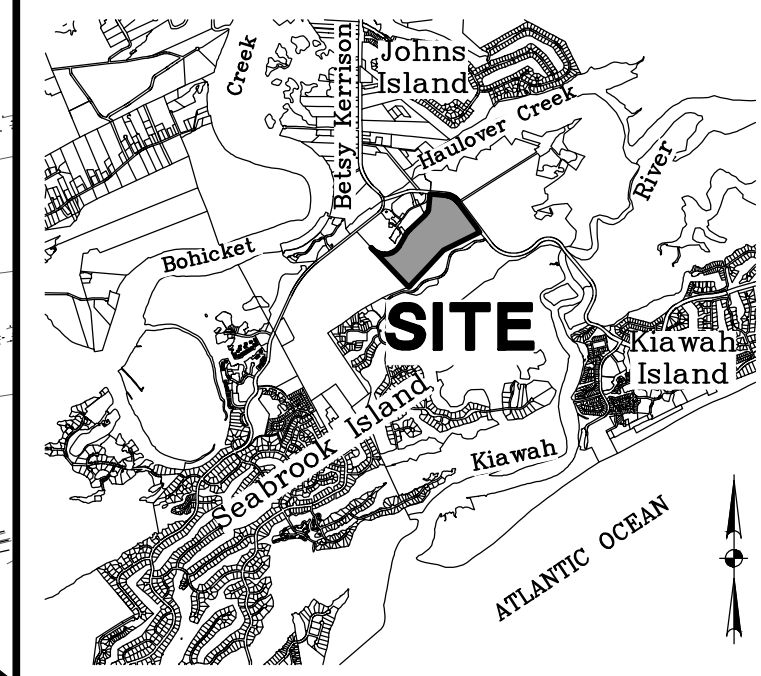 Johns
Island
Creek
Betsy Kerrison
Haulover Creek
River
Bohicket
SITE
Kiawah
Island
Seabrook Island
Kiawah
ATLANTIC OCEAN